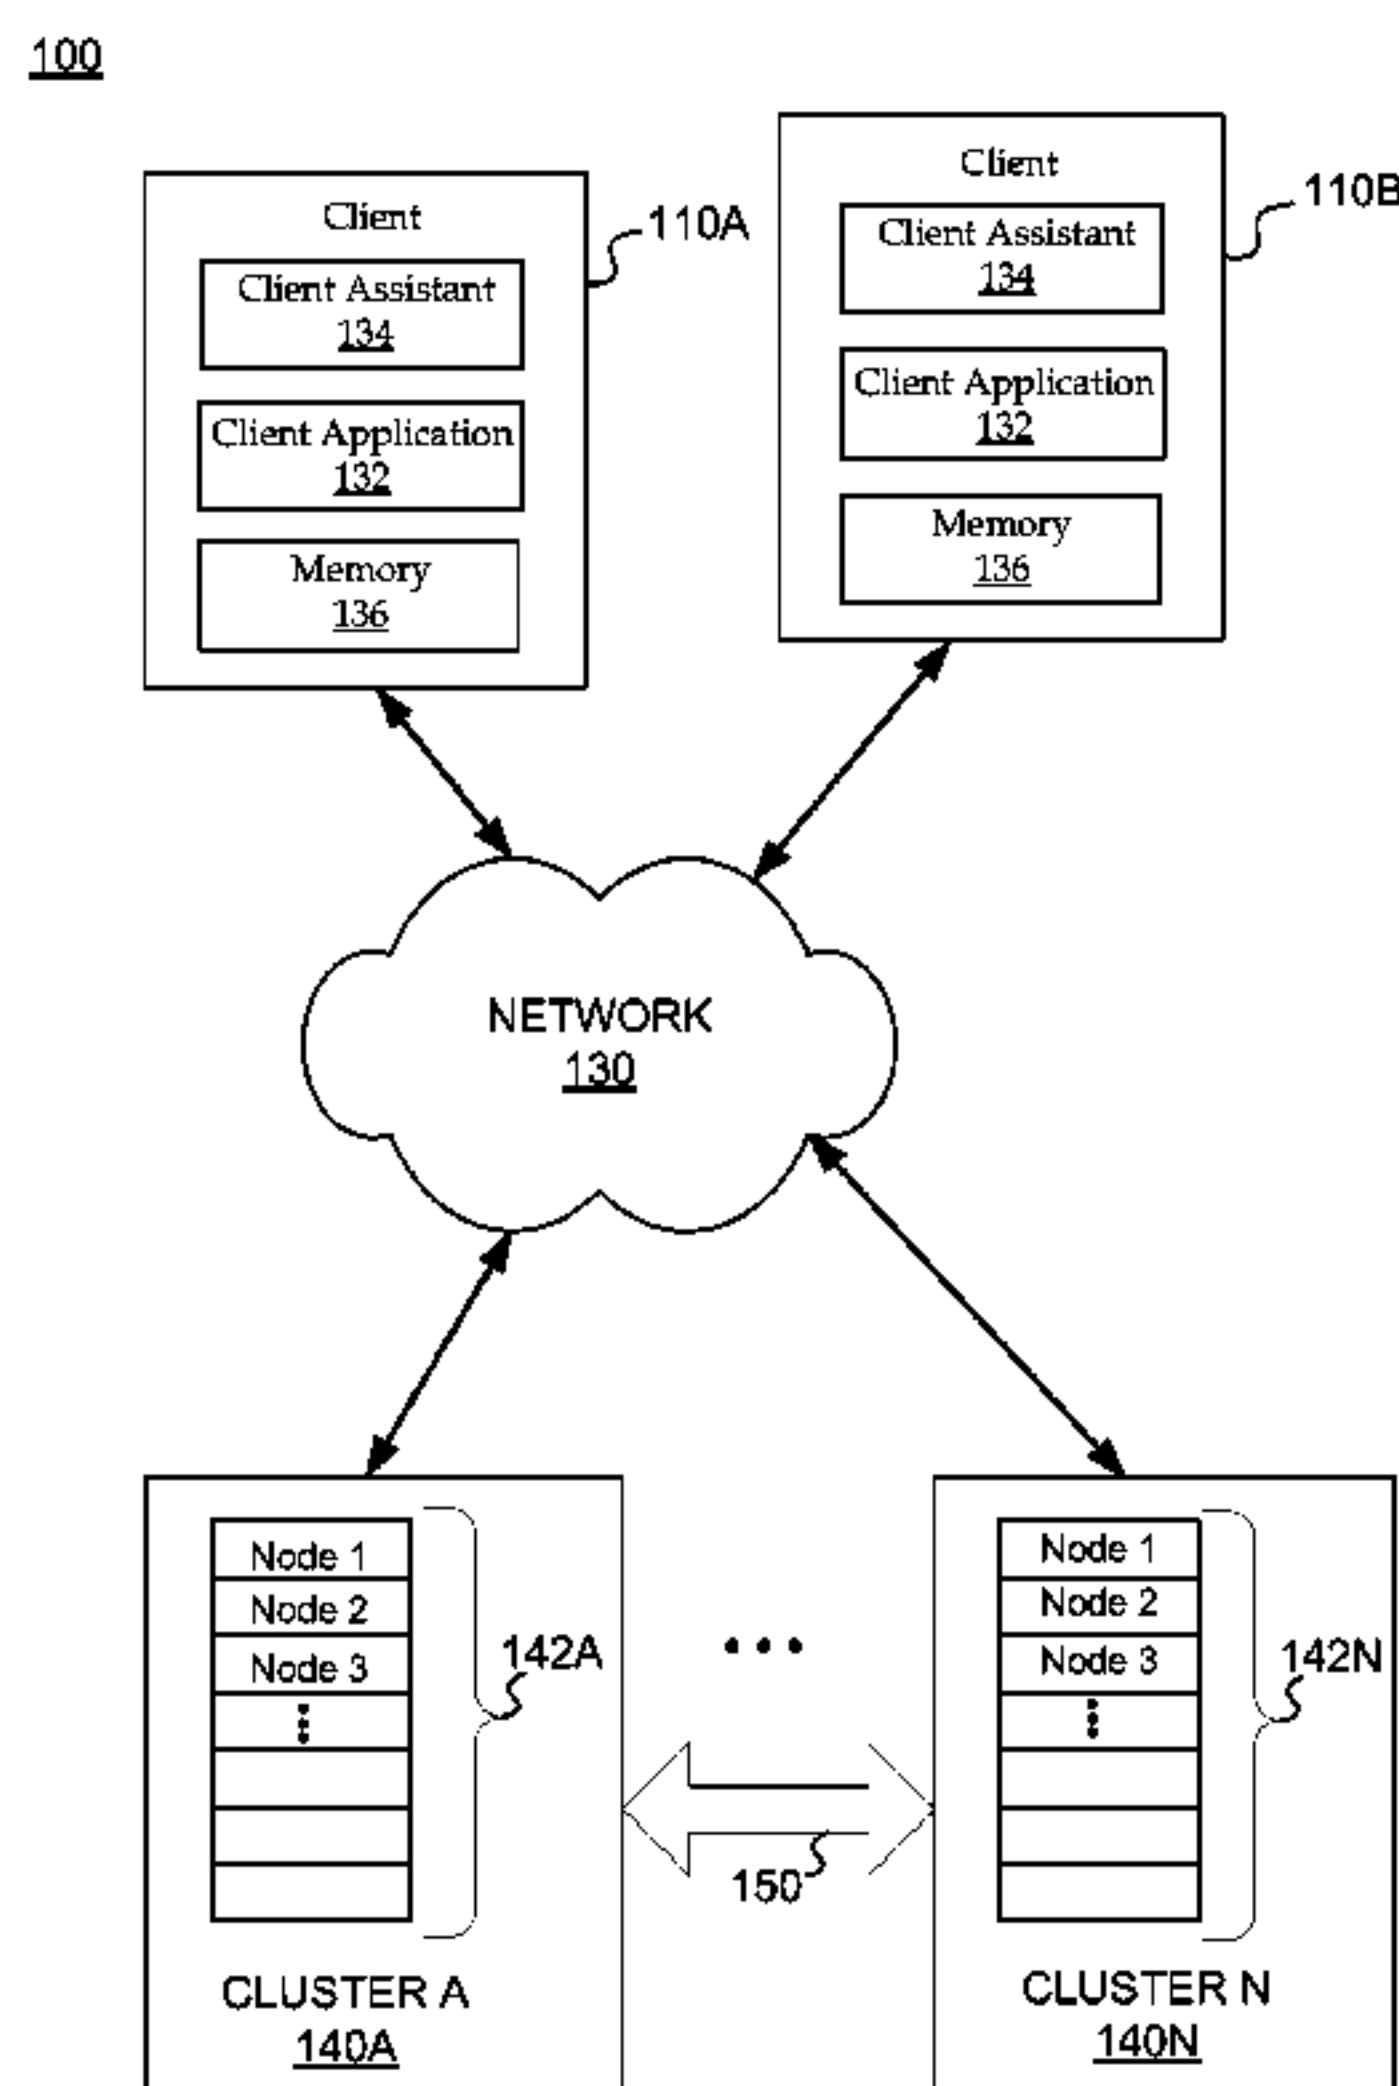 100
Client
110A
Client Assistant
134
Client Application
132
Memory
136
Client
110B
Client Assistant
134
Client Application
132
Memory
136
NETWORK
130
Node 1
Node 2
Node 3
142A
CLUSTER A
140A
150
Node 1
Node 2
Node 3
142N
CLUSTER N
140N